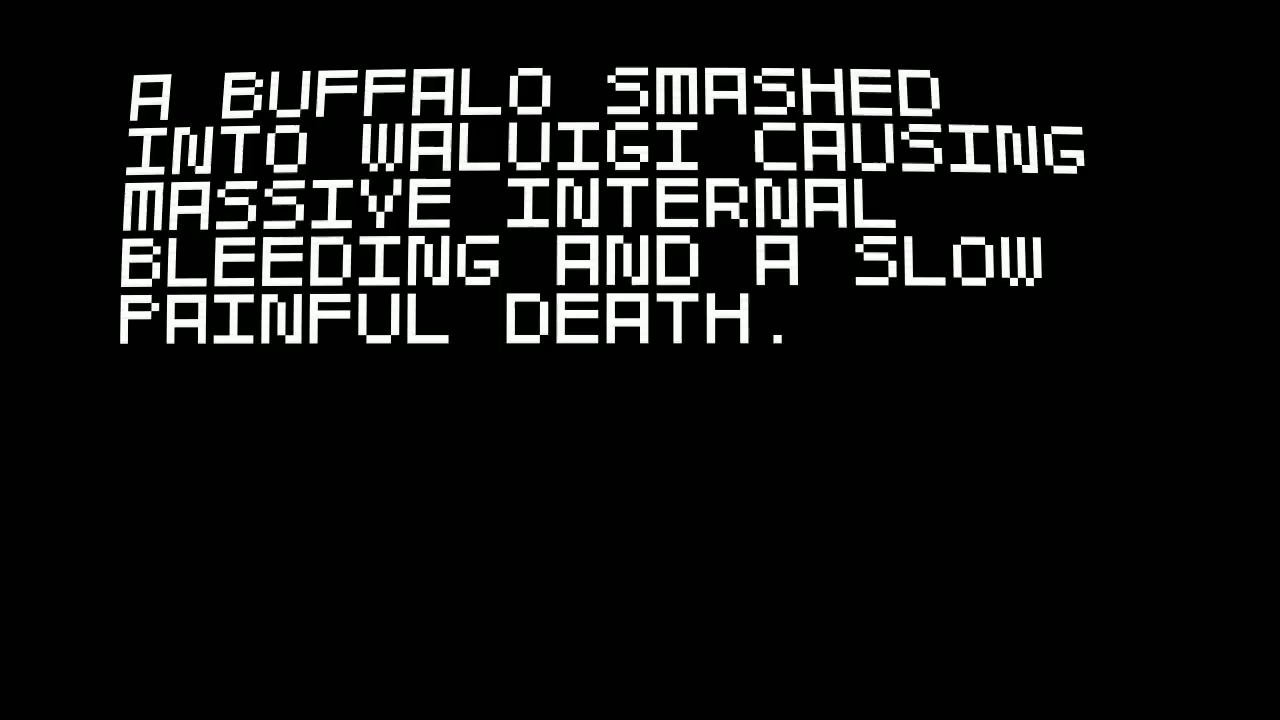 A BUFFALO SMASHED
INTO WALUIGI CAUSING
MASSIVE INTERNAL
BLEEDING AND A SLOW
PAINFUL DEATH.